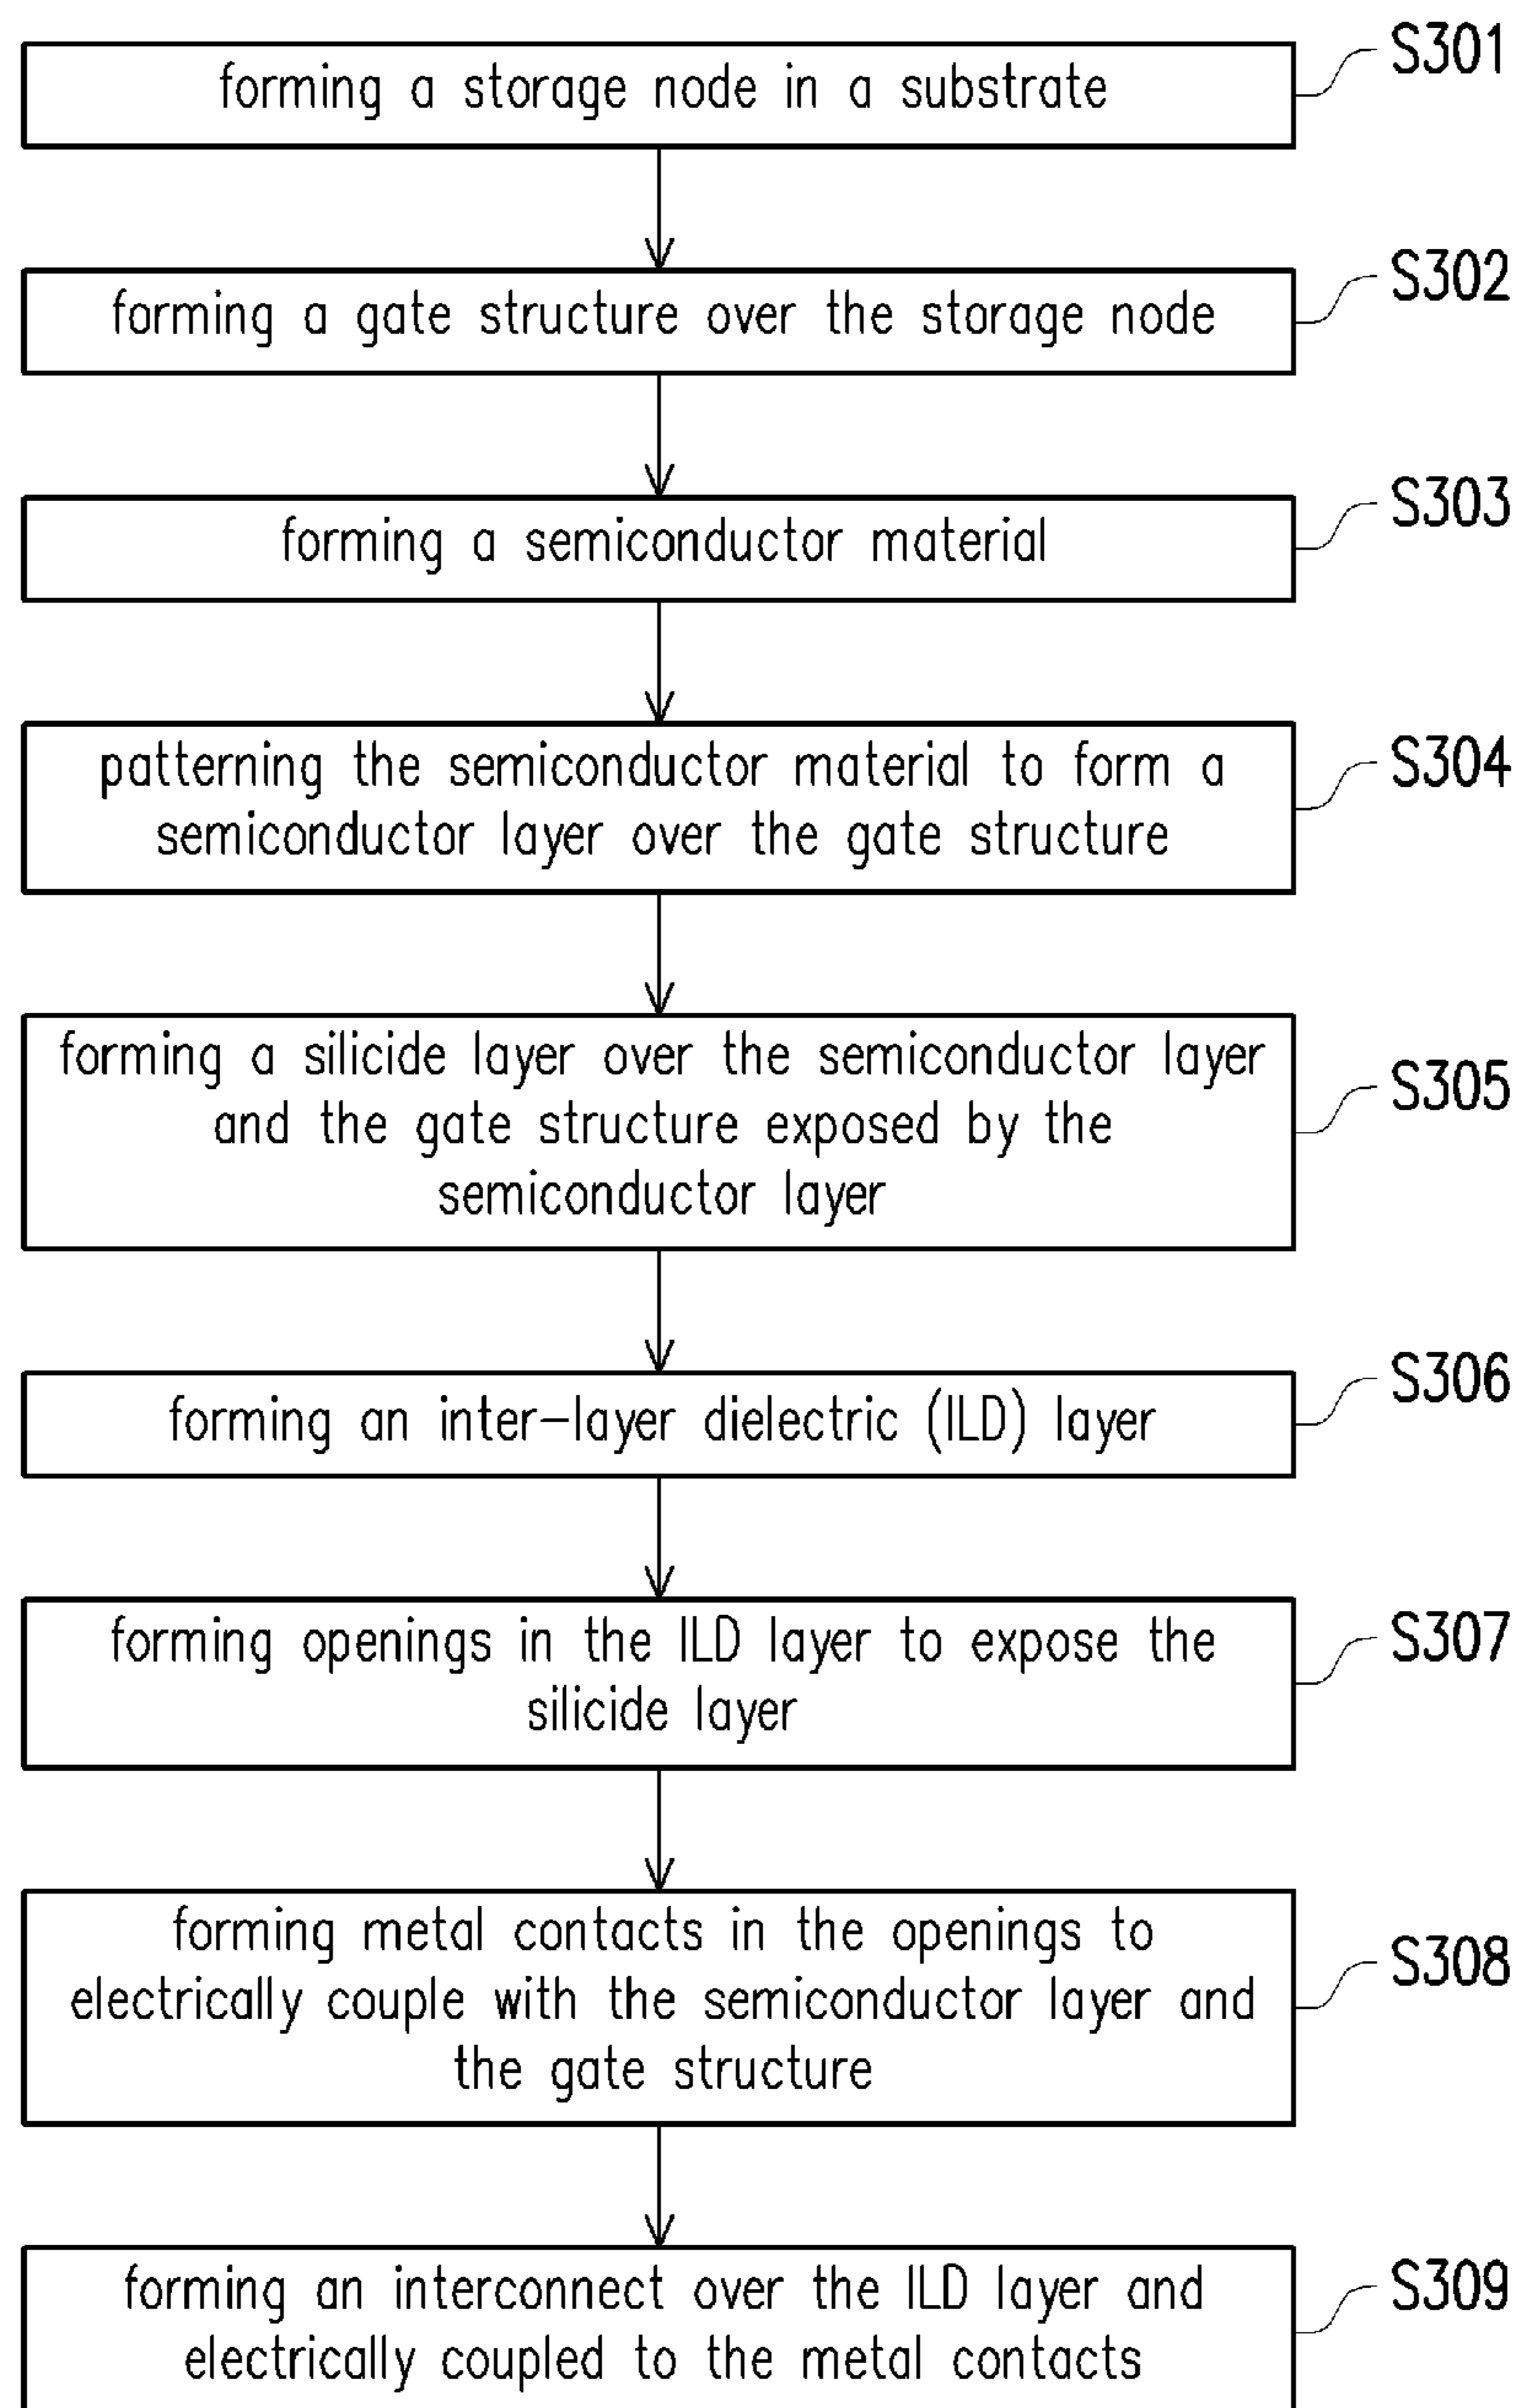 forming a storage node in a substrate
S301
forming a gate structure over the storage node
S302
forming a semiconductor material
S303
patterning the semiconductor material to form a
semiconductor layer over the gate structure
S304
forming a silicide layer over the semiconductor layer
and the gate structure exposed by the
semiconductor layer
S305
forming an inter-layer dielectric (ILD) layer
S306
forming openings in the ILD layer to expose the
silicide layer
S307
forming metal contacts in the openings to
electrically couple with the semiconductor layer and
the gate structure
S308
forming an interconnect over the ILD layer and
electrically coupled to the metal contacts
S309